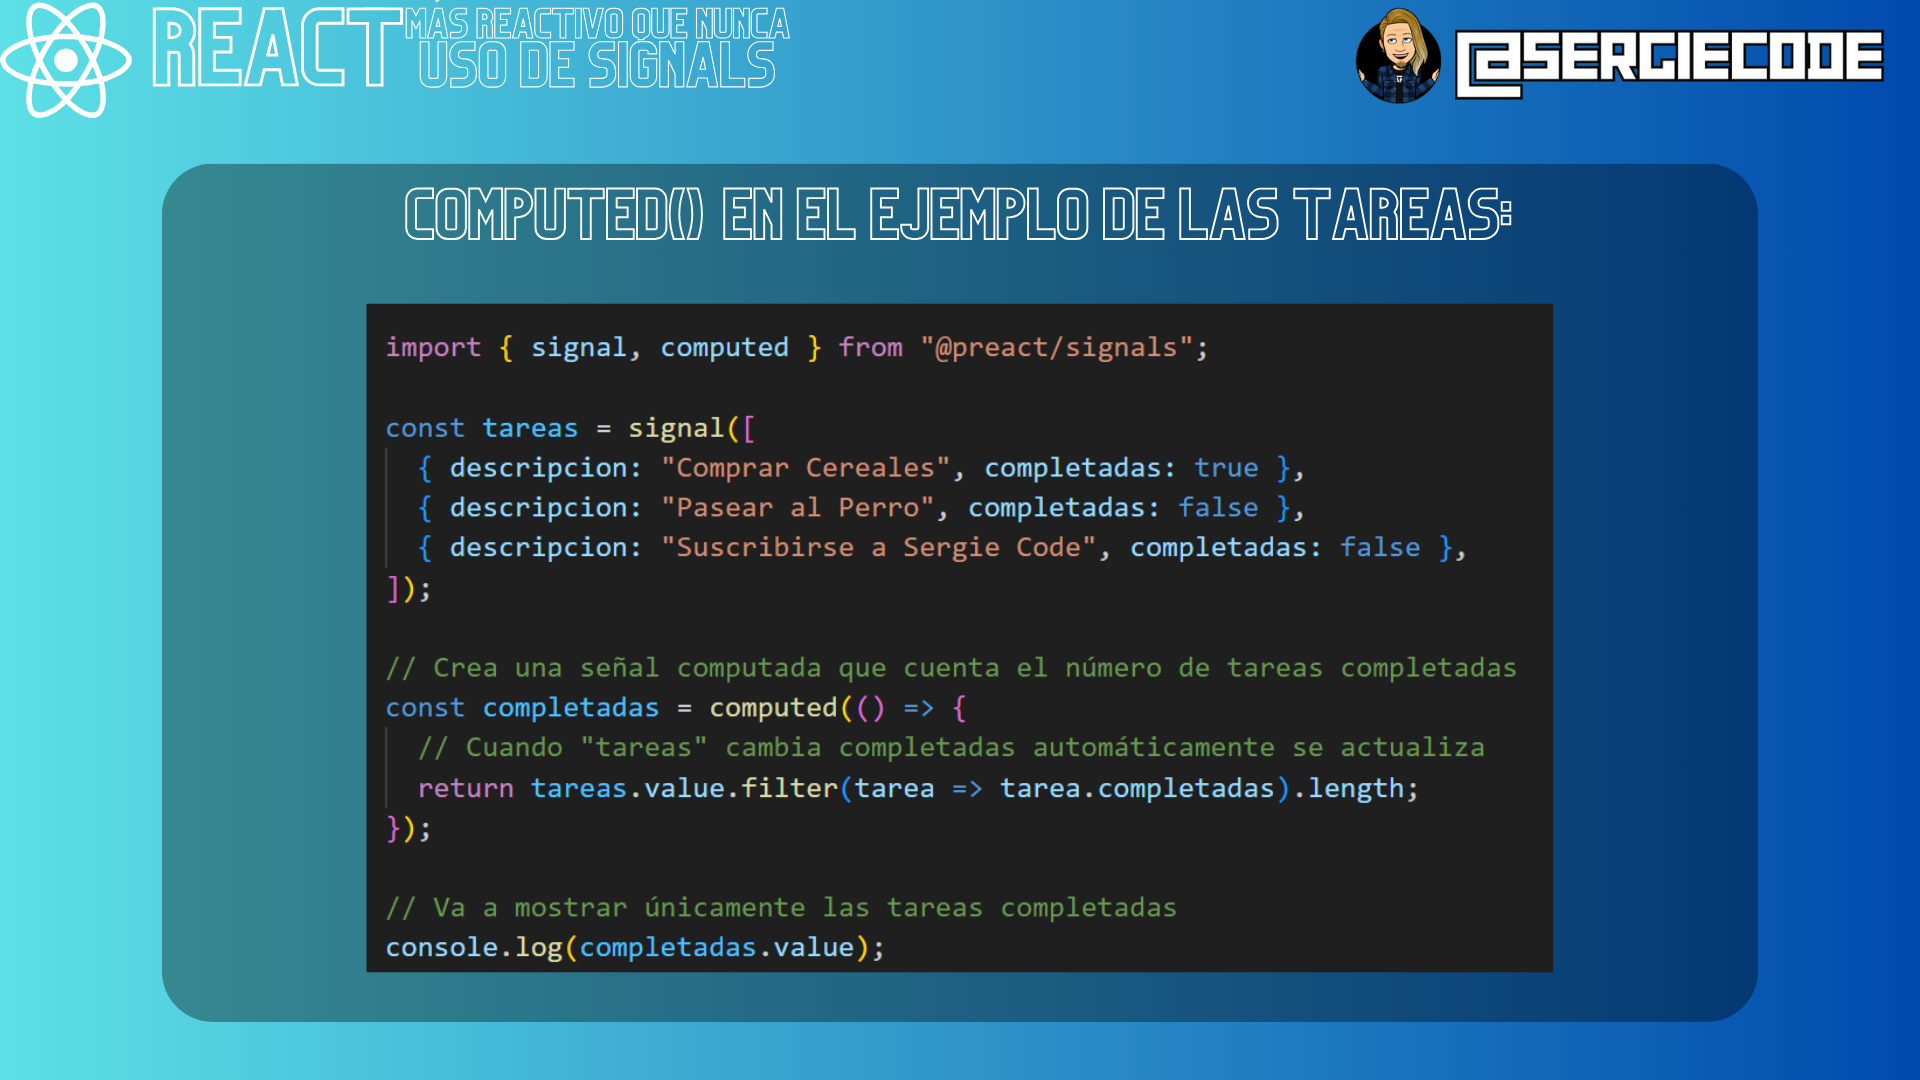 REACT
MÁS REACTIVO QUE NUNCA
USO DE SIGNALS
@SERGIECODE
COMPUTED() EN EL EJEMPLO DE LAS TAREAS:
import { signal, computed } from "@preact/signals";
const tareas = signal([
{ descripcion: "Comprar Cereales", completadas: true },
{ descripcion: "Pasear al Perro", completadas: false },
{ descripcion: "Suscribirse a Sergie Code", completadas: false },
]);
// Crea una señal computada que cuenta el número de tareas completadas
const completadas = computed(() => {
// Cuando "tareas" cambia completadas automáticamente se actualiza
return tareas.value.filter(tarea => tarea.completadas).length;
});
// Va a mostrar únicamente las tareas completadas
console.log(completadas.value);